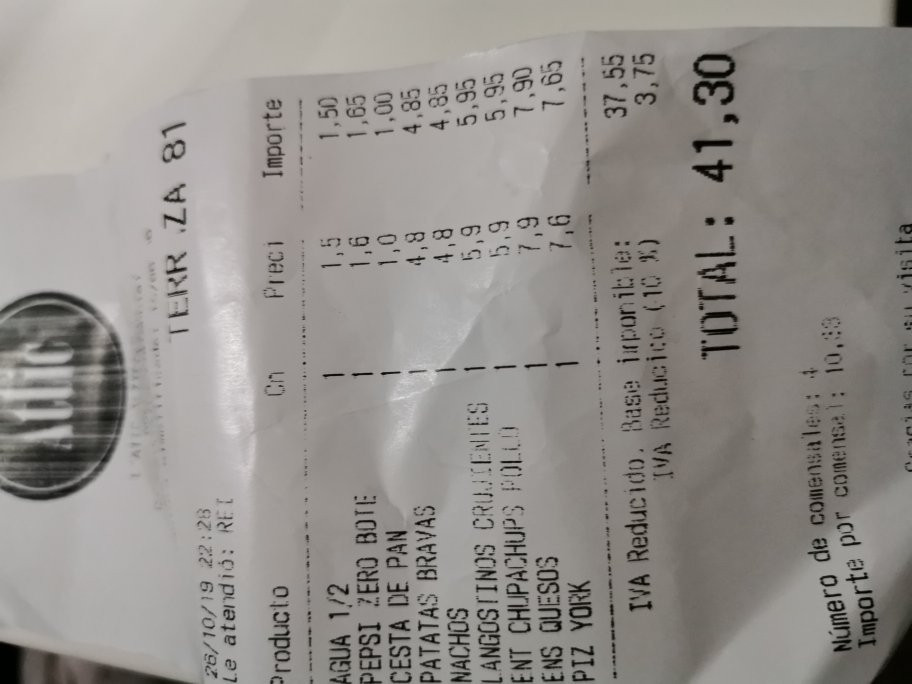 Attic
TERR.ZA 81
26/10/19 22:28
Le atendió: REI
Producto Cn Preci Importe
AGUA 1/2 1 1,5 1,50
PEPSI ZERO BOTE 1 1,6 1,65
CESTA DE PAN 1 1,0 1,00
PATATAS BRAVAS 1 4,8 4,85
NACHOS 1 4,8 4,85
LANGOSTINOS CRUJIENTES 1 5,9 5,95
ENT CHUPACHUPS POLLO 1 5,9 5,95
ENS QUESOS 1 7,9 7,90
PIZ YORK 1 7,6 7,65
IVA Reducido. Base imponible: 37,55
IVA Reducido (10 %) 3,75
TOTAL: 41,30
Número de comensales: 4
Importe por comensal: 10,33
Gracias por su visita